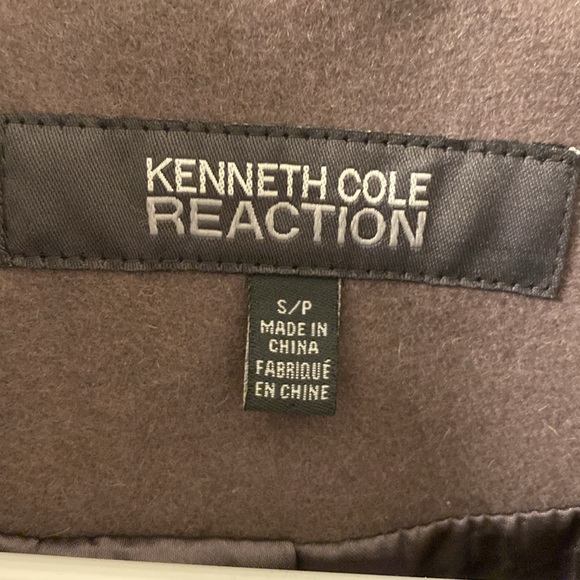 KENNETH COLE
REACTION
S/P
MADE IN
CHINA
FABRIQUÉ
EN CHINE